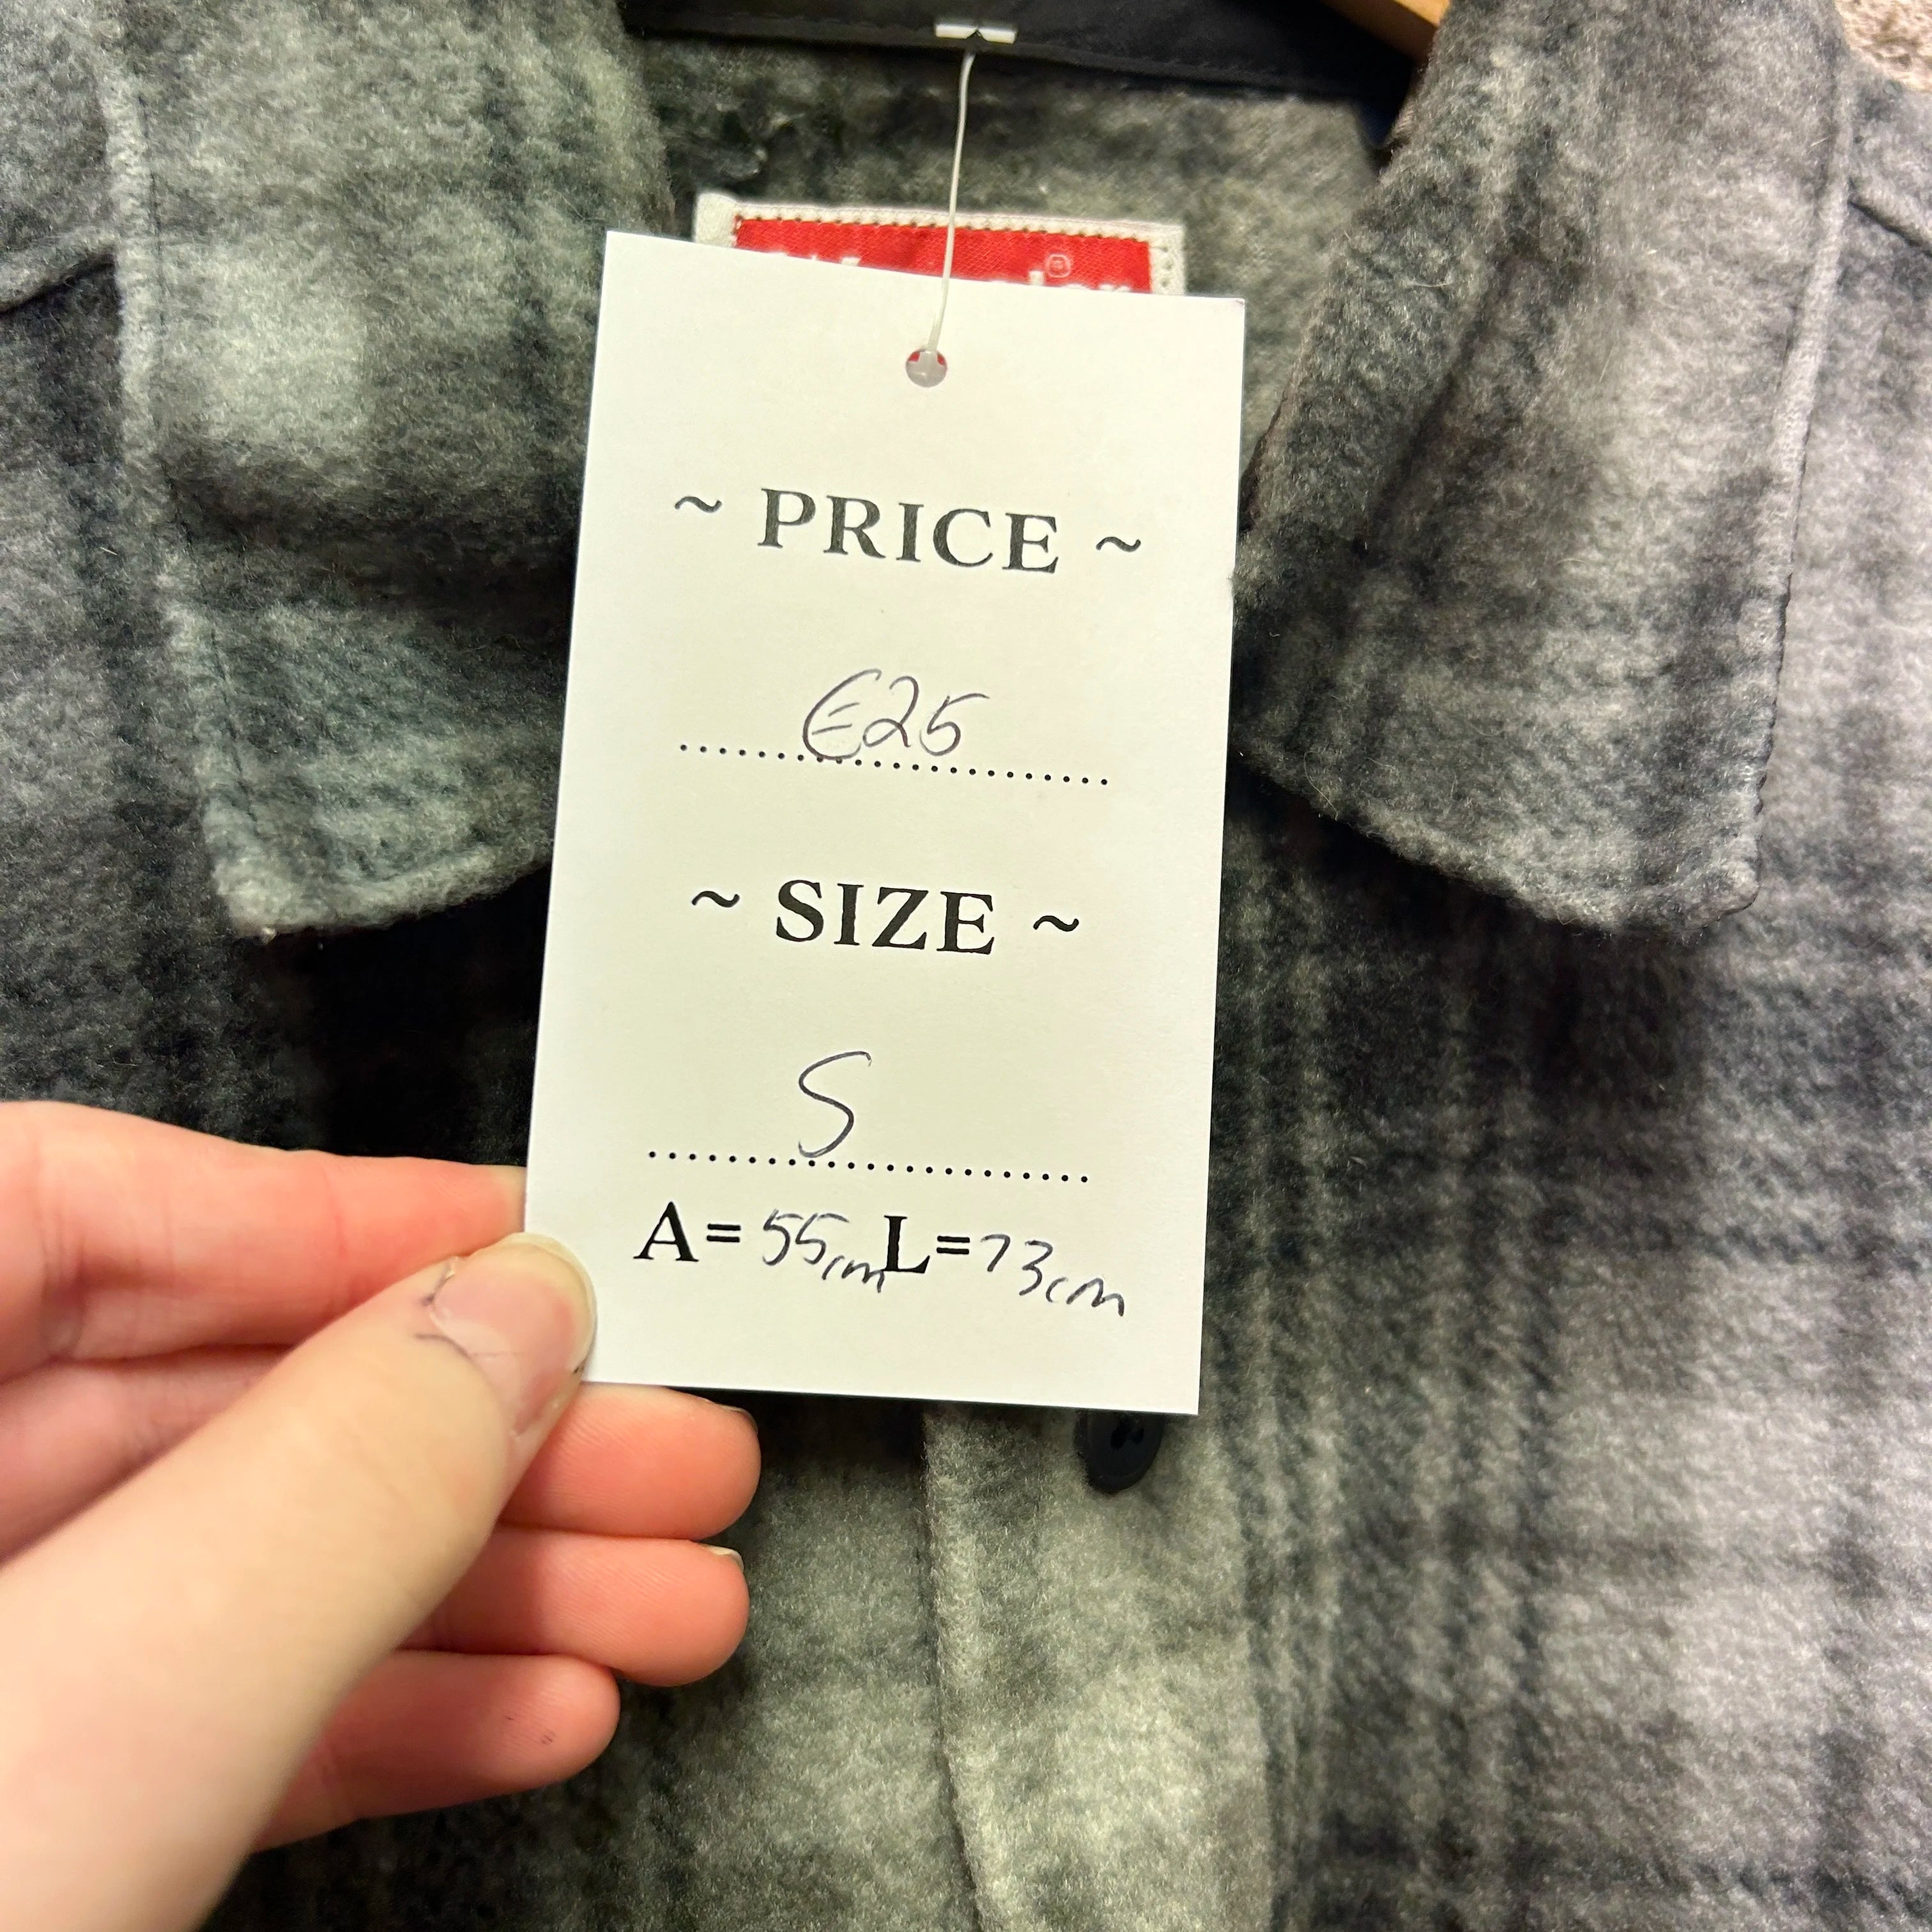 ~ PRICE ~
€25
~ SIZE ~
S
A= 55cm L= 73cm